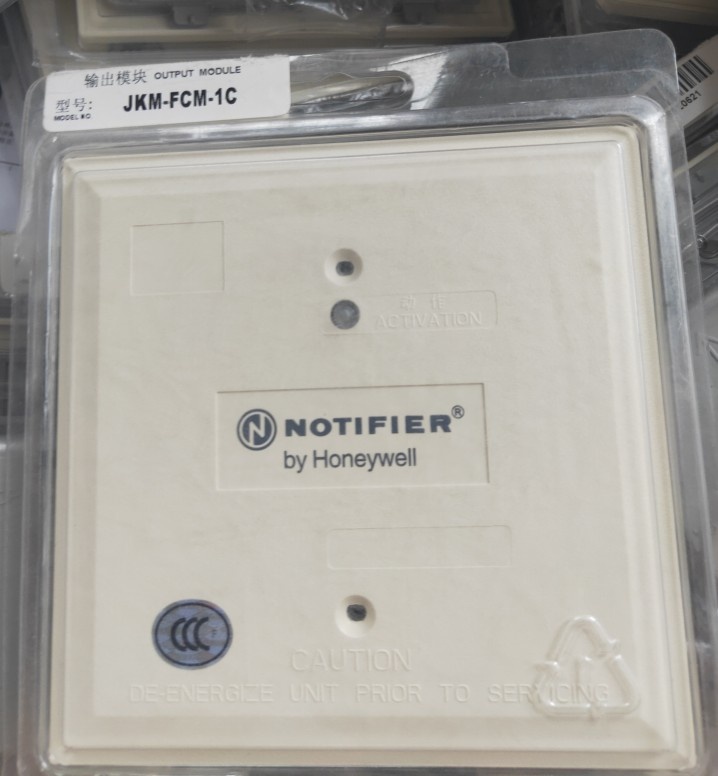 输出模块 OUTPUT MODULE
型号: JKM-FCM-1C
MODEL NO.
动作
ACTIVATION
N NOTIFIER®
by Honeywell
CCC
CAUTION
DE-ENERGIZE UNIT PRIOR TO SERVICING